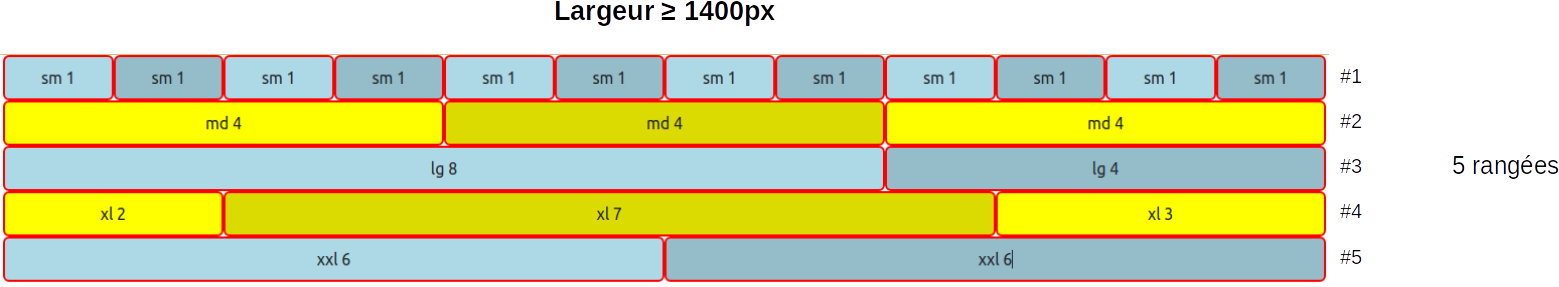 Largeur ≥ 1400px
sm 1 sm 1 sm 1 sm 1 sm 1 sm 1 sm 1 sm 1 sm 1 sm 1 sm 1 sm 1 #1
md 4 md 4 md 4 #2
lg 8 lg 4 #3 5 rangées
xl 2 xl 7 xl 3 #4
xxl 6 xxl 6 #5